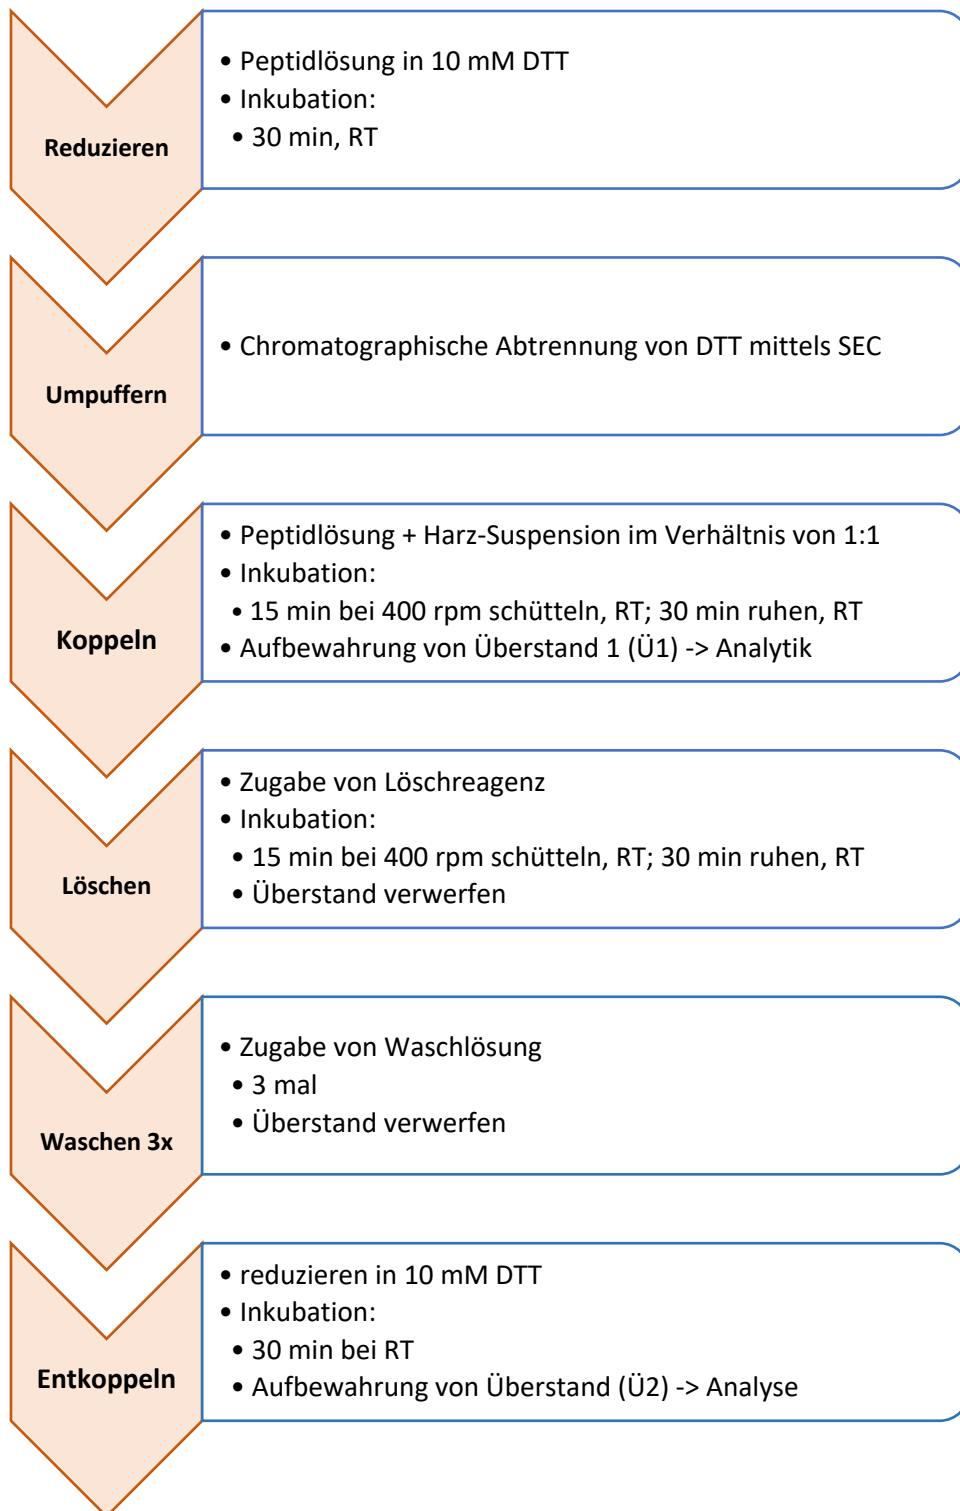 Reduzieren
• Peptidlösung in 10 mM DTT
• Inkubation:
• 30 min, RT
Umpuffern
• Chromatographische Abtrennung von DTT mittels SEC
Koppeln
• Peptidlösung + Harz-Suspension im Verhältnis von 1:1
• Inkubation:
• 15 min bei 400 rpm schütteln, RT; 30 min ruhen, RT
• Aufbewahrung von Überstand 1 (Ü1) -> Analytik
Löschen
• Zugabe von Löschreagenz
• Inkubation:
• 15 min bei 400 rpm schütteln, RT; 30 min ruhen, RT
• Überstand verwerfen
Waschen 3x
• Zugabe von Waschlösung
• 3 mal
• Überstand verwerfen
Entkoppeln
• reduzieren in 10 mM DTT
• Inkubation:
• 30 min bei RT
• Aufbewahrung von Überstand (Ü2) -> Analyse